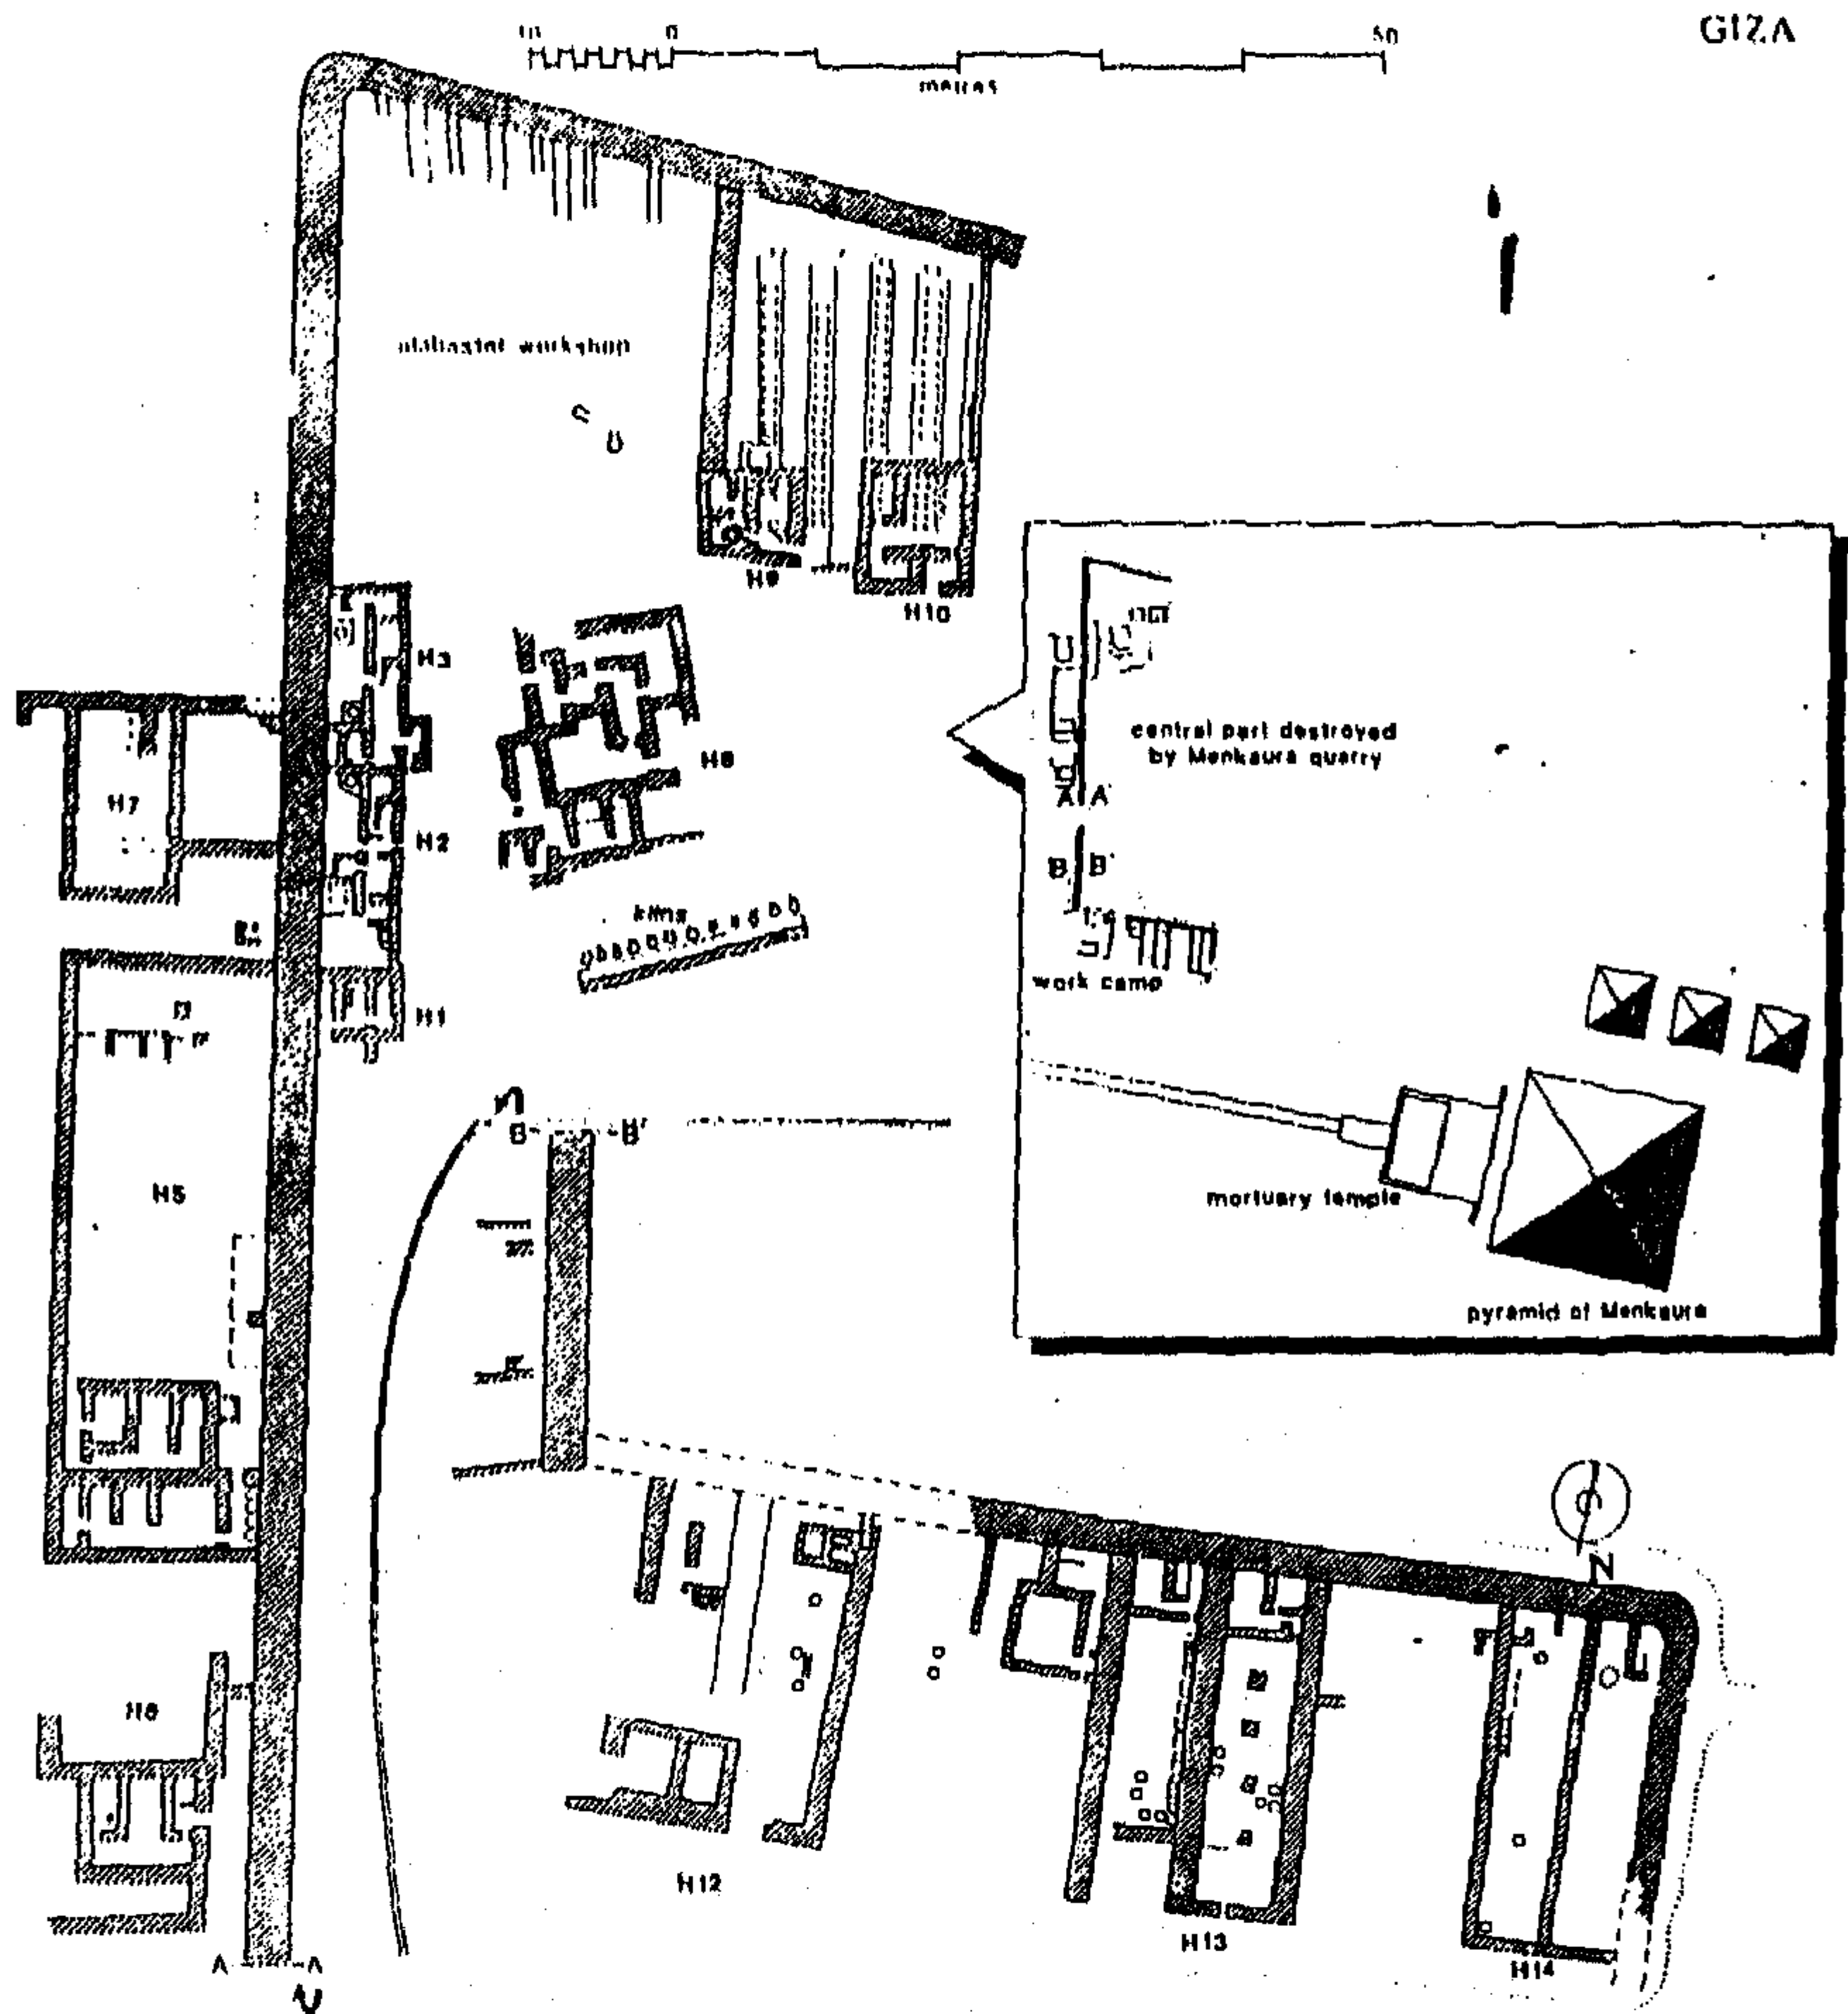 GIZA
10 0 50
metres
alabaster workshop
H9
H10
H3
H8
H7
H2
kilns
H1
H5
B B'
H6
A A
central part destroyed
by Menkaura quarry
A A'
B B'
work camp
mortuary temple
pyramid of Menkaura
N
H12
H13
H14